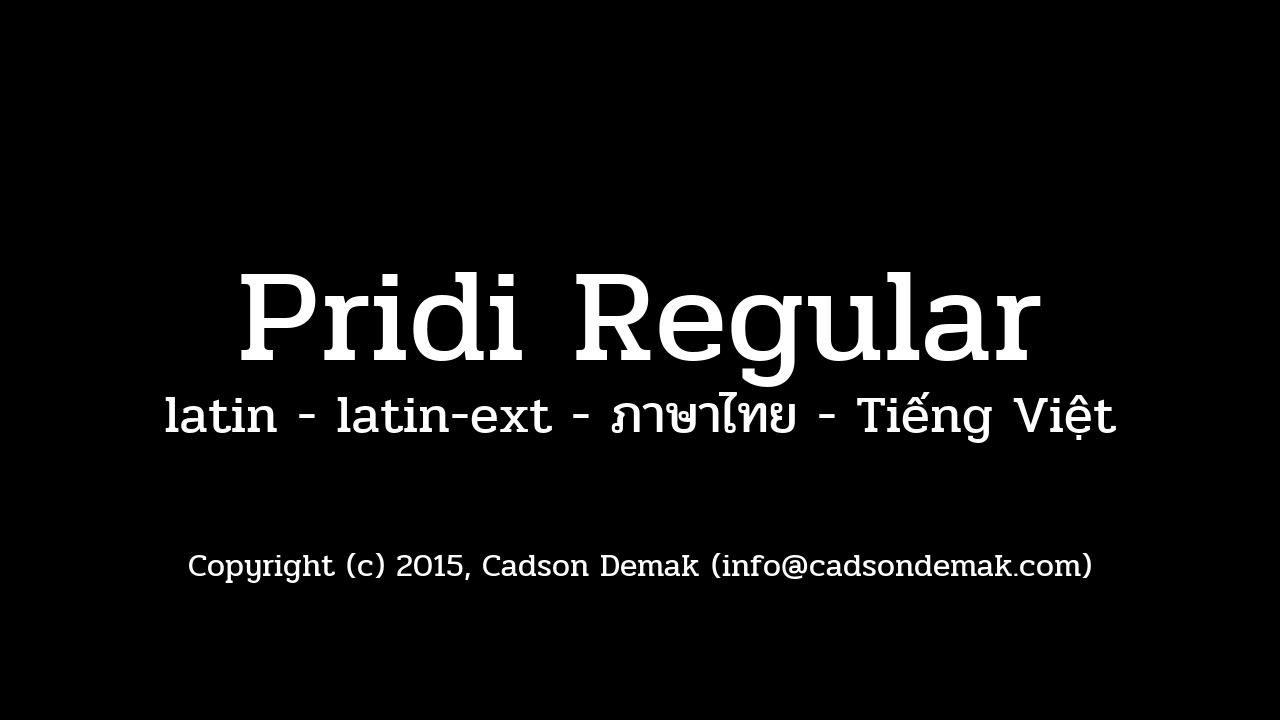 Pridi Regular
latin - latin-ext - ภาษาไทย - Tiếng Việt
Copyright (c) 2015, Cadson Demak (info@cadsondemak.com)